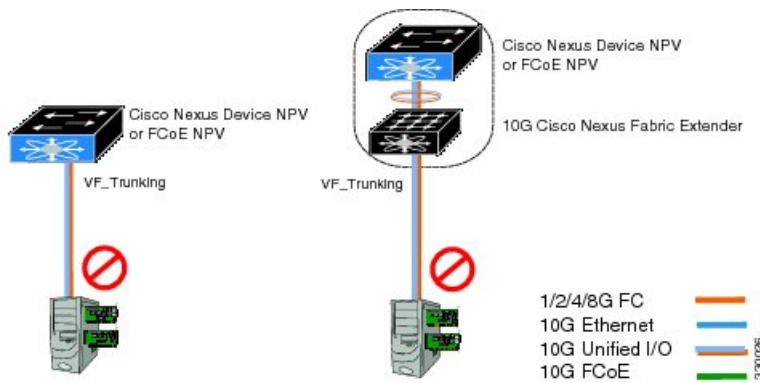 Cisco Nexus Device NPV
or FCoE NPV
10G Cisco Nexus Fabric Extender
Cisco Nexus Device NPV
or FCoE NPV
VF_Trunking
VF_Trunking
1/2/4/8G FC
10G Ethernet
10G Unified I/O
10G FCoE